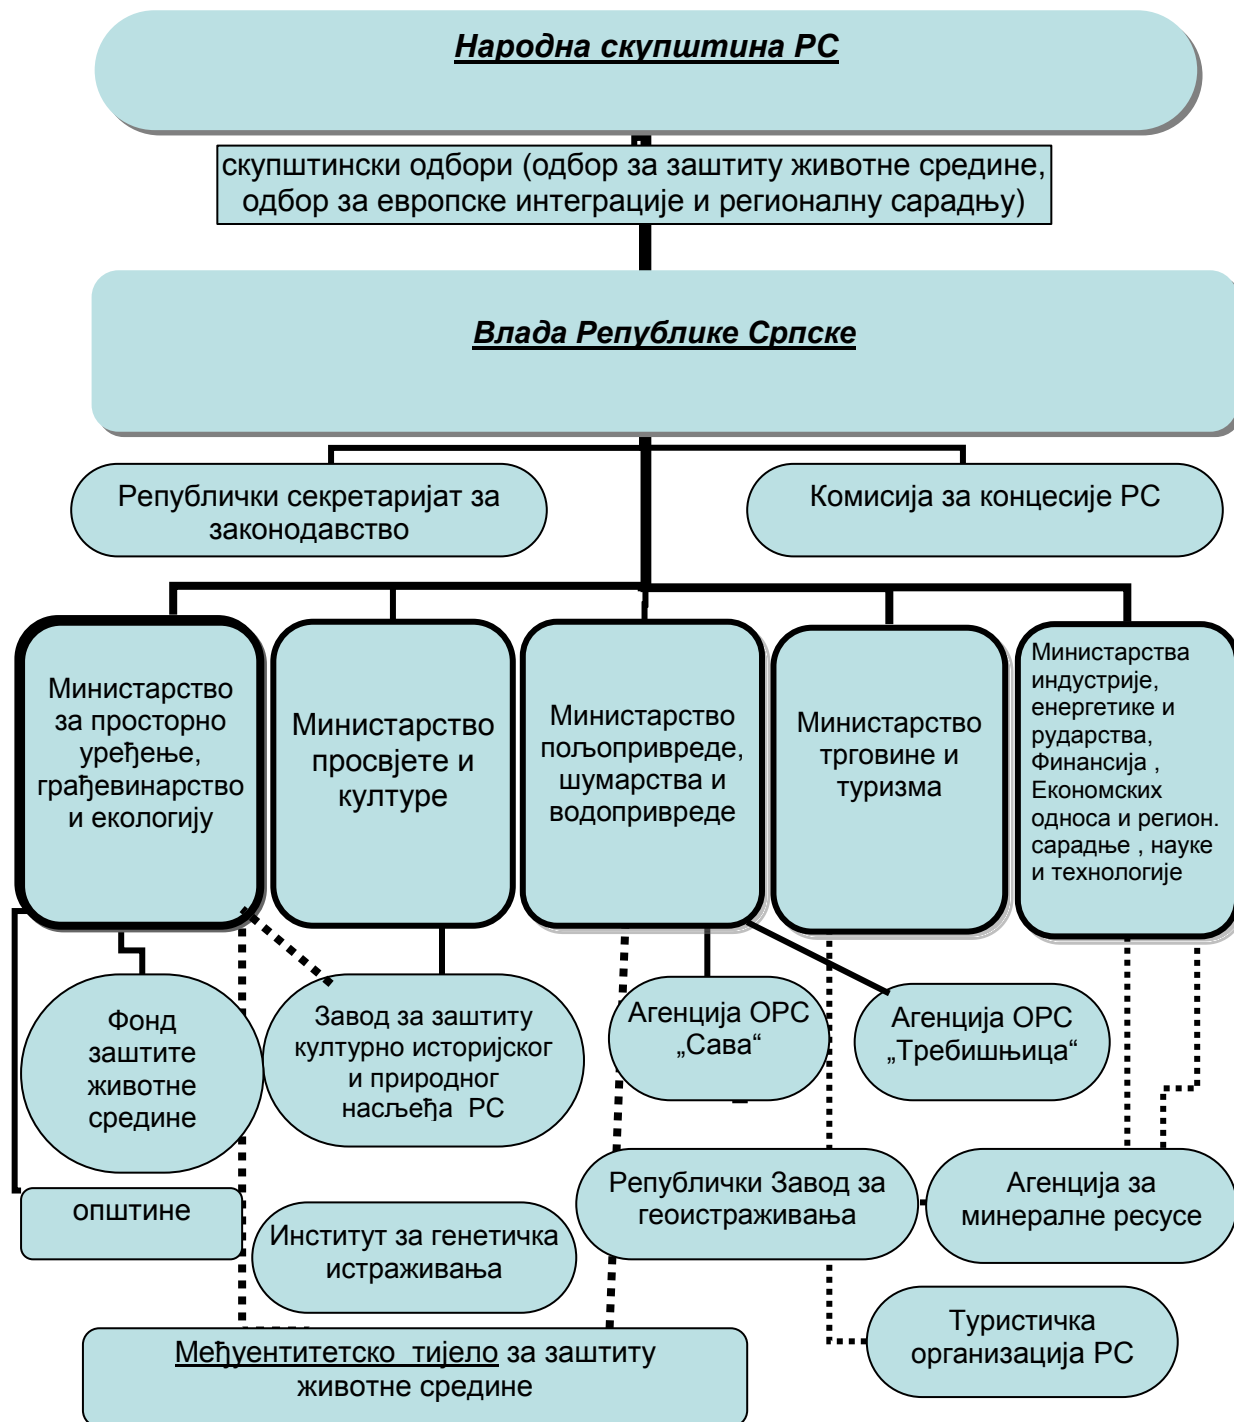 Народна скупштина РС
скупштински одбори (одбор за заштиту животне средине,
одбор за европске интеграције и регионалну сарадњу)
Влада Републике Српске
Републички секретаријат за
законодавство
Комисија за концесије РС
Министарство
за просторно
уређење,
грађевинарство
и екологију
Министарство
просвјете и
културе
Министарство
пољопривреде,
шумарства и
водопривреде
Министарство
трговине и
туризма
Министарства
индустрије,
енергетике и
рударства,
Финансија ,
Економских
односа и регион.
сарадње , науке
и технологије
Фонд
заштите
животне
средине
Завод за заштиту
културно историјског
и природног
насљеђа РС
Агенција ОРС
„Сава“
Агенција ОРС
„Требишњица“
општине
Институт за генетичка
истраживања
Републички Завод за
геоистраживања
Агенција за
минералне ресусе
Туристичка
организација РС
Међуентитетско тијело за заштиту
животне средине